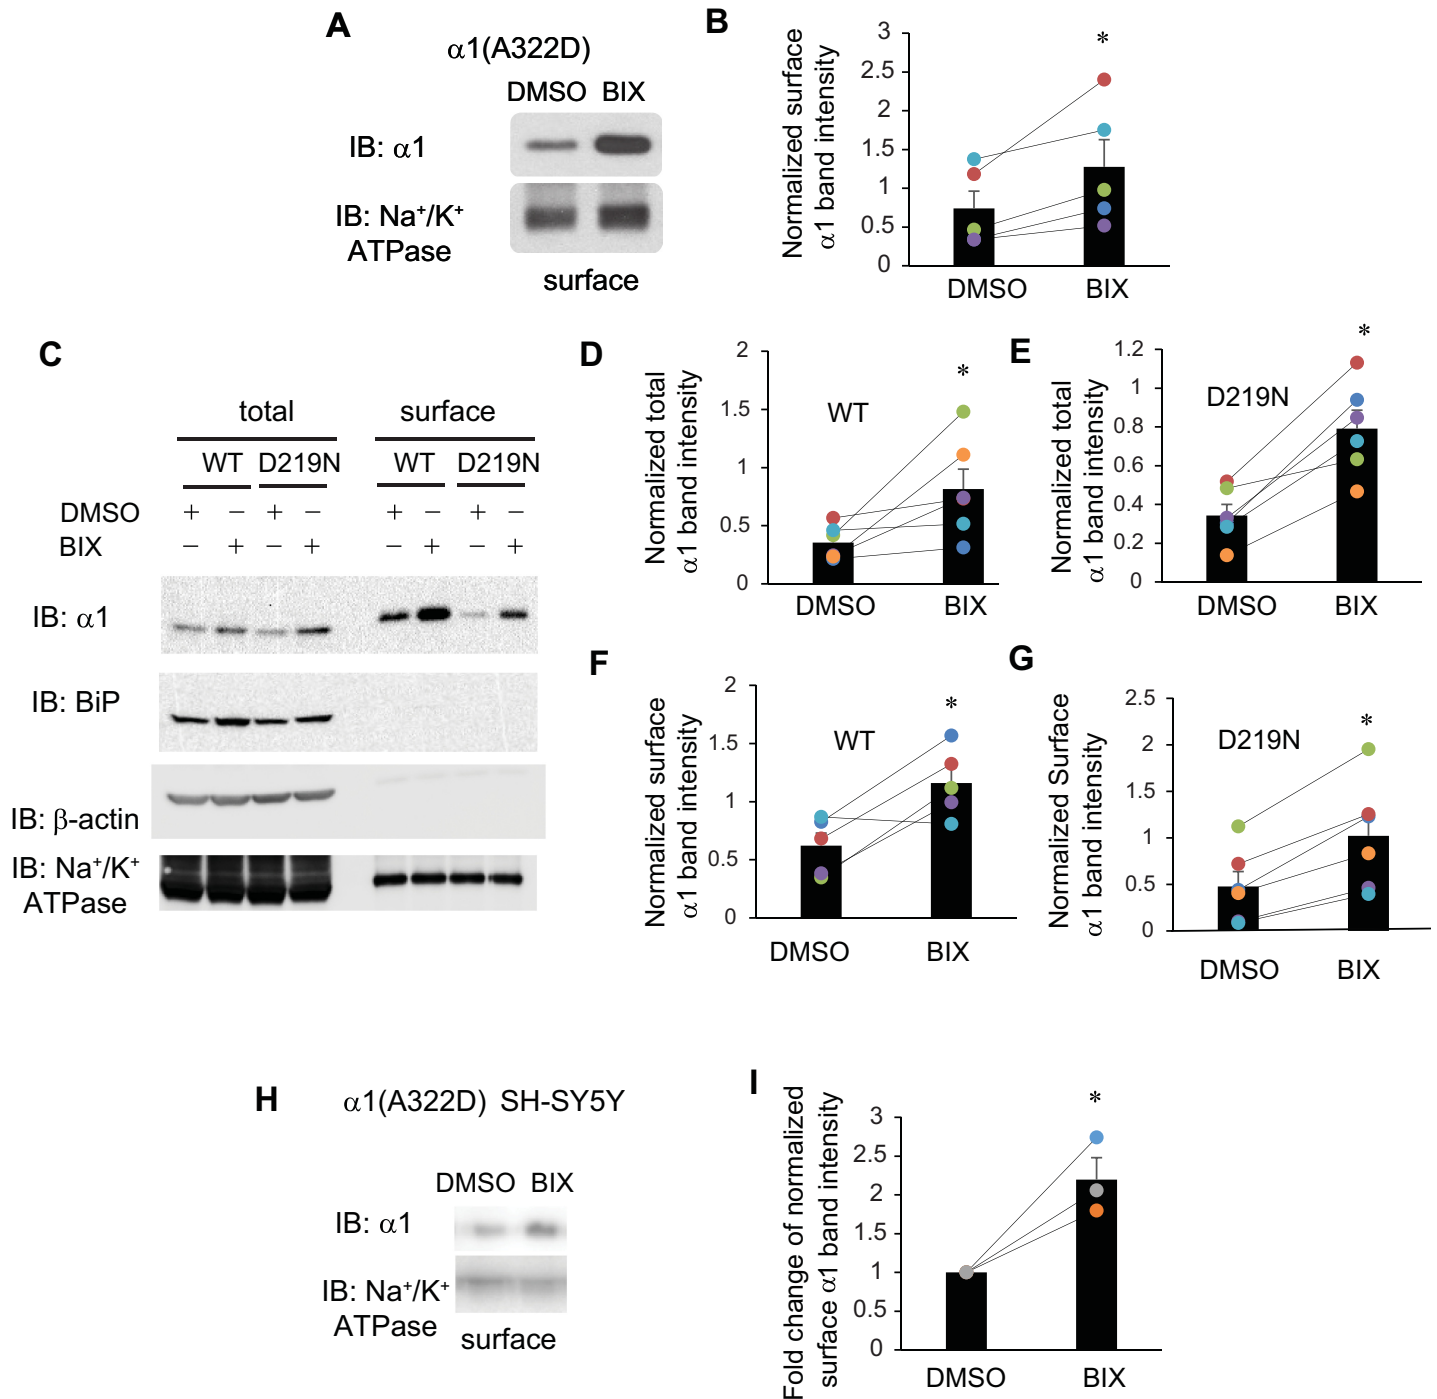 A
α1(A322D)
DMSO BIX
IB: α1
IB: Na⁺/K⁺
ATPase
surface
B
Normalized surface
α1 band intensity
3
2.5
2
1.5
1
0.5
0
*
DMSO BIX
C
total surface
WT D219N WT D219N
DMSO + − + − + − + −
BIX − + − + − + − +
IB: α1
IB: BiP
IB: β-actin
IB: Na⁺/K⁺
ATPase
D
Normalized total
α1 band intensity
2
1.5
1
0.5
0
WT
*
DMSO BIX
E
Normalized total
α1 band intensity
1.2
1
0.8
0.6
0.4
0.2
0
D219N
*
DMSO BIX
F
Normalized surface
α1 band intensity
2
1.5
1
0.5
0
WT
*
DMSO BIX
G
Normalized Surface
α1 band intensity
2.5
2
1.5
1
0.5
0
D219N
*
DMSO BIX
H
α1(A322D) SH-SY5Y
DMSO BIX
IB: α1
IB: Na⁺/K⁺
ATPase
surface
I
Fold change of normalized
surface α1 band intensity
3
2.5
2
1.5
1
0.5
0
*
DMSO BIX